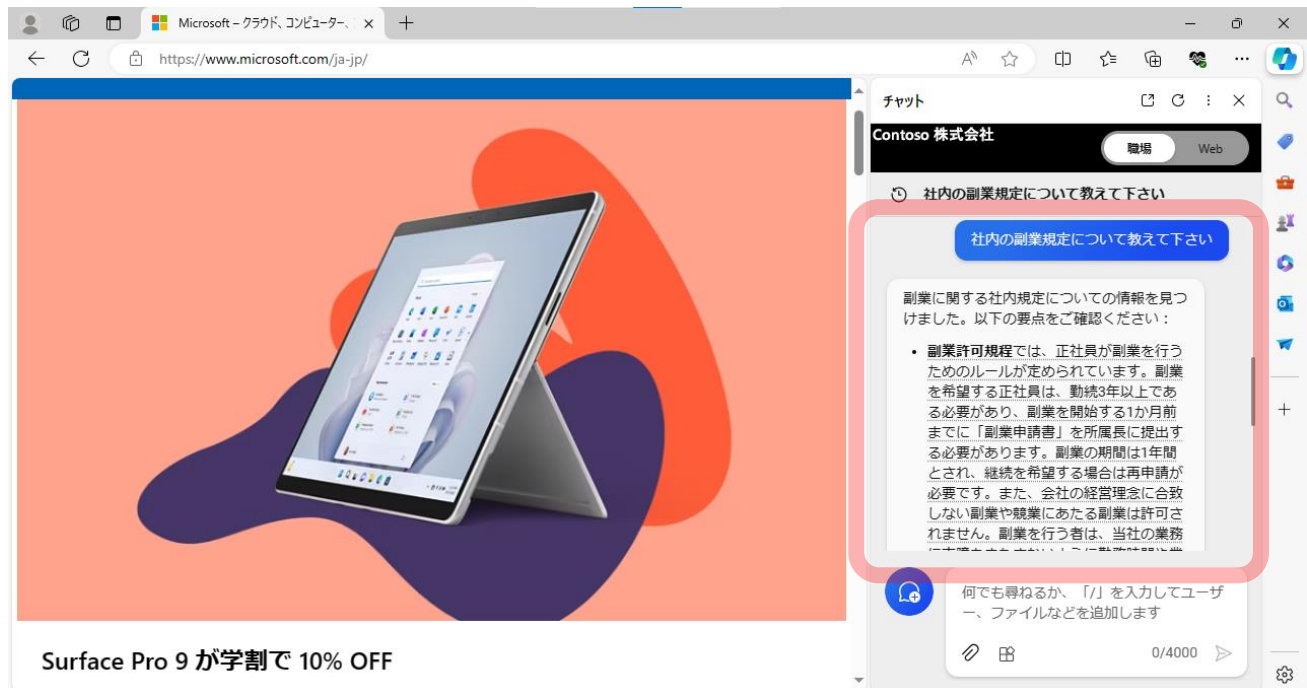 Microsoft – クラウド、コンピューター、
https://www.microsoft.com/ja-jp/
Surface Pro 9 が学割で 10% OFF
チャット
Contoso 株式会社
職場
Web
社内の副業規定について教えて下さい
社内の副業規定について教えて下さい
副業に関する社内規定についての情報を見つ
けました。以下の要点をご確認ください：
• 副業許可規程では、正社員が副業を行う
ためのルールが定められています。副業
を希望する正社員は、勤続3年以上であ
る必要があり、副業を開始する1か月前
までに「副業申請書」を所属長に提出す
る必要があります。副業の期間は1年間
とされ、継続を希望する場合は再申請が
必要です。また、会社の経営理念に合致
しない副業や競業にあたる副業は許可さ
れません。副業を行う者は、当社の業務
何でも尋ねるか、「/」を入力してユーザ
ー、ファイルなどを追加します
0/4000